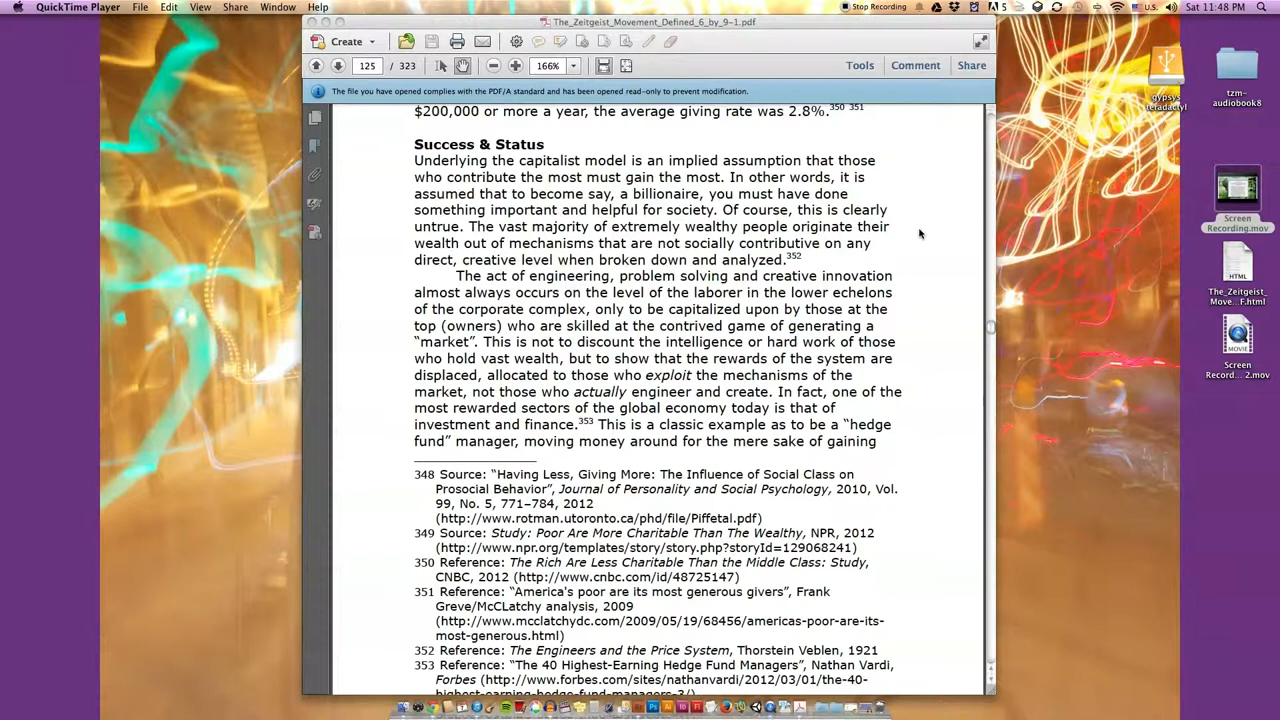 QuickTime Player File Edit View Share Window Help
Stop Recording 5 U.S. Sat 11:48 PM
The_Zeitgeist_Movement_Defined_6_by_9-1.pdf
Create
125 / 323 166% Tools Comment Share
The file you have opened complies with the PDF/A standard and has been opened read-only to prevent modification.
$200,000 or more a year, the average giving rate was 2.8%.350 351
Success & Status
Underlying the capitalist model is an implied assumption that those
who contribute the most must gain the most. In other words, it is
assumed that to become say, a billionaire, you must have done
something important and helpful for society. Of course, this is clearly
untrue. The vast majority of extremely wealthy people originate their
wealth out of mechanisms that are not socially contributive on any
direct, creative level when broken down and analyzed.352
The act of engineering, problem solving and creative innovation
almost always occurs on the level of the laborer in the lower echelons
of the corporate complex, only to be capitalized upon by those at the
top (owners) who are skilled at the contrived game of generating a
“market”. This is not to discount the intelligence or hard work of those
who hold vast wealth, but to show that the rewards of the system are
displaced, allocated to those who exploit the mechanisms of the
market, not those who actually engineer and create. In fact, one of the
most rewarded sectors of the global economy today is that of
investment and finance.353 This is a classic example as to be a “hedge
fund” manager, moving money around for the mere sake of gaining
348 Source: “Having Less, Giving More: The Influence of Social Class on
Prosocial Behavior”, Journal of Personality and Social Psychology, 2010, Vol.
99, No. 5, 771–784, 2012
(http://www.rotman.utoronto.ca/phd/file/Piffetal.pdf)
349 Source: Study: Poor Are More Charitable Than The Wealthy, NPR, 2012
(http://www.npr.org/templates/story/story.php?storyId=129068241)
350 Reference: The Rich Are Less Charitable Than the Middle Class: Study,
CNBC, 2012 (http://www.cnbc.com/id/48725147)
351 Reference: “America's poor are its most generous givers”, Frank
Greve/McCLatchy analysis, 2009
(http://www.mcclatchydc.com/2009/05/19/68456/americas-poor-are-its-
most-generous.html)
352 Reference: The Engineers and the Price System, Thorstein Veblen, 1921
353 Reference: “The 40 Highest-Earning Hedge Fund Managers”, Nathan Vardi,
Forbes (http://www.forbes.com/sites/nathanvardi/2012/03/01/the-40-
highest-earning-hedge-fund-managers-3/)
gypsys
teradactyl
tzm-
audiobook8
Screen
Recording.mov
HTML
The_Zeitgeist_
Move...F.html
MOVIE
Screen
Record... 2.mov